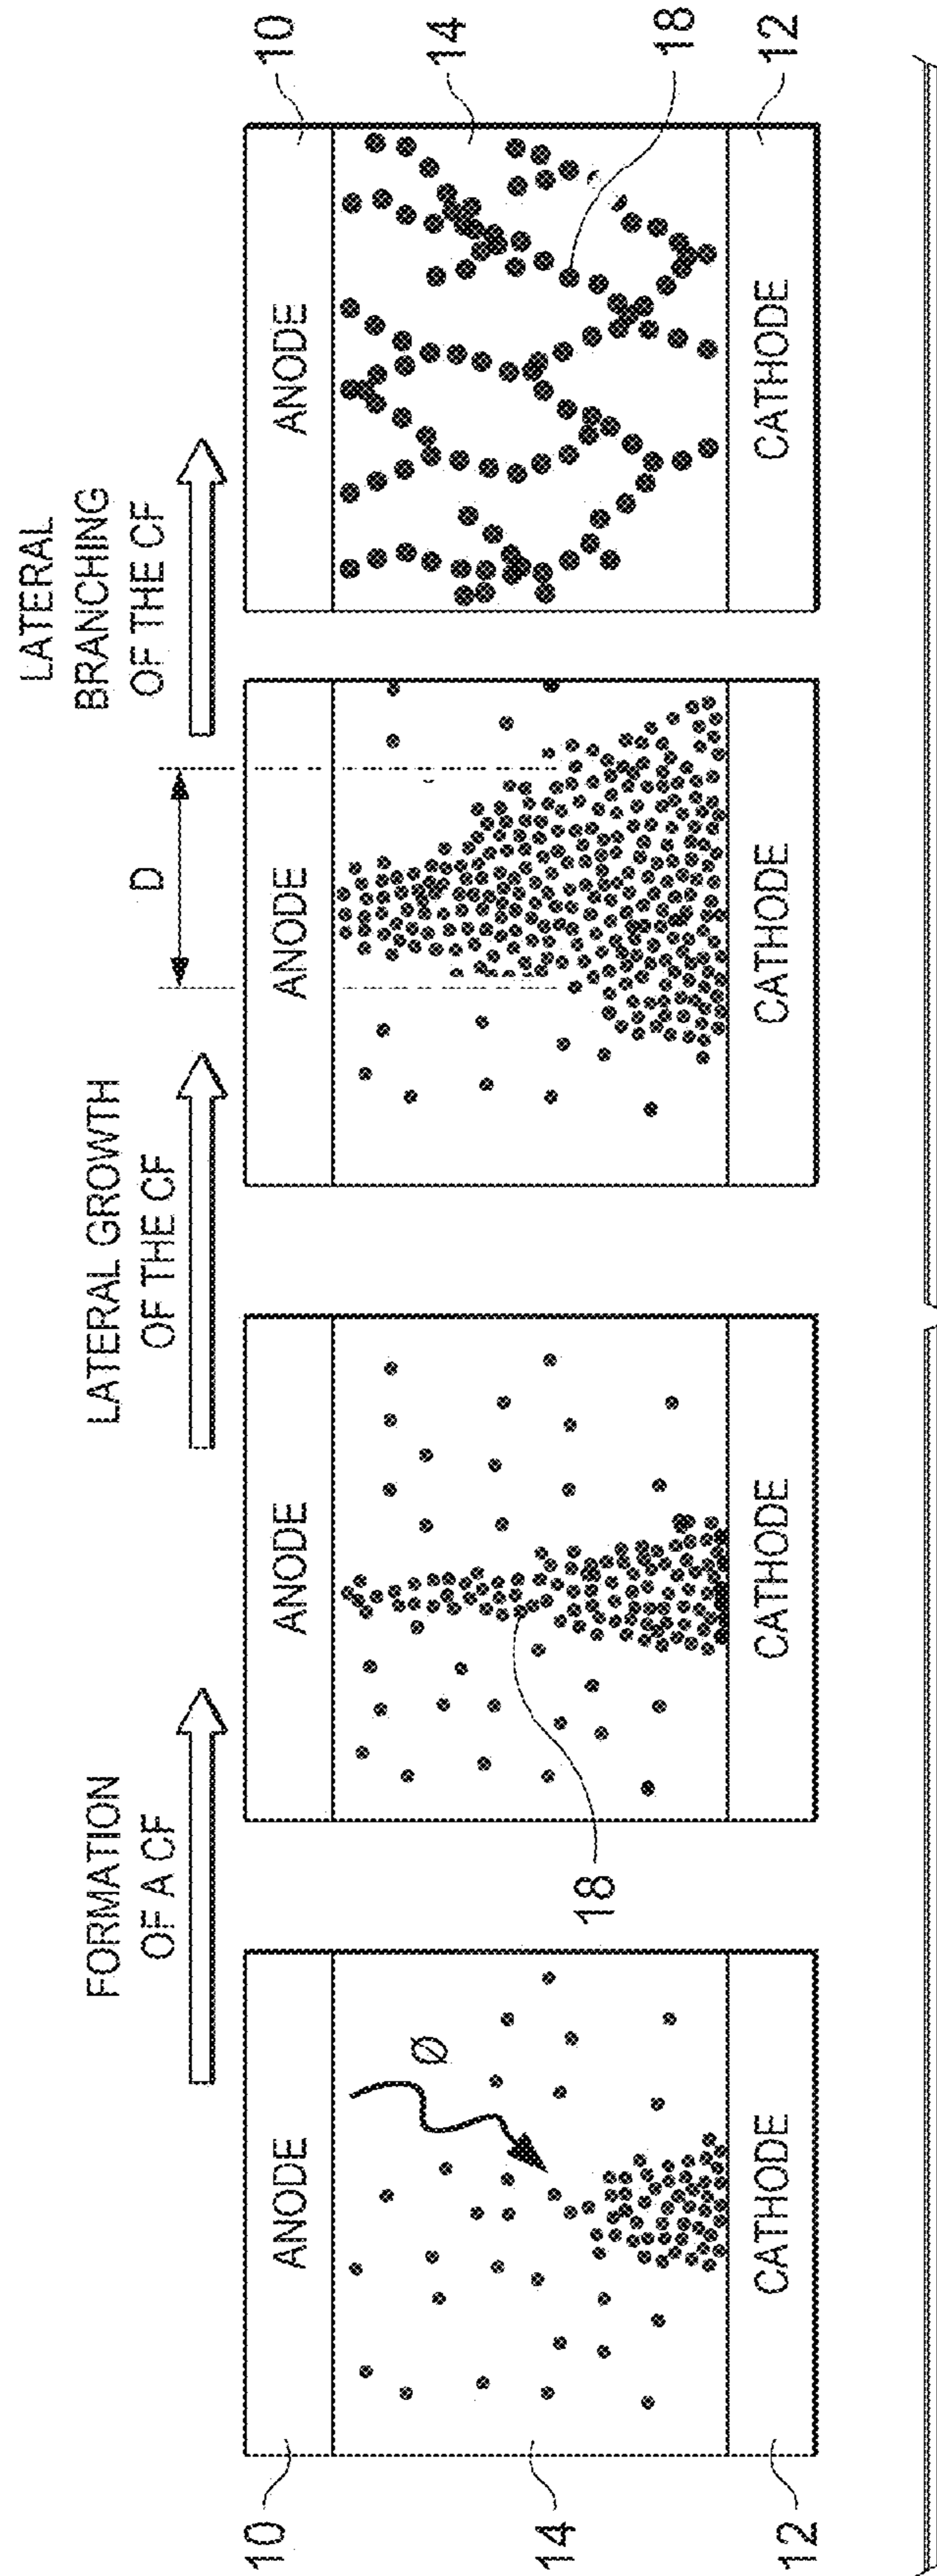 FORMATION
OF A CF
LATERAL GROWTH
OF THE CF
LATERAL
BRANCHING
OF THE CF
D
10
ANODE
ANODE
ANODE
ANODE
10
Ø
14
14
18
18
12
CATHODE
CATHODE
CATHODE
CATHODE
12